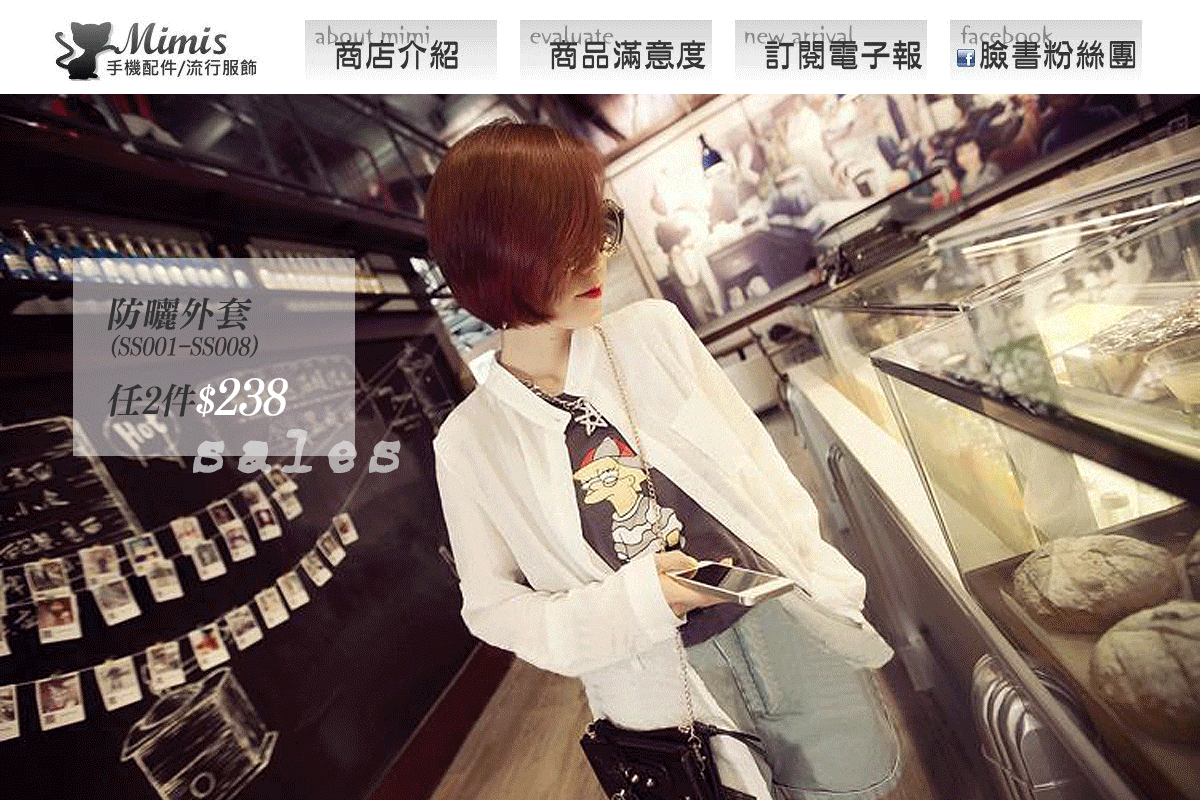 Mimis
手機配件/流行服飾
about mimi
商店介紹
evaluate
商品滿意度
new arrival
訂閱電子報
facebook
f 臉書粉絲團
防曬外套
(SS001-SS008)
任2件$238
Hot
sales